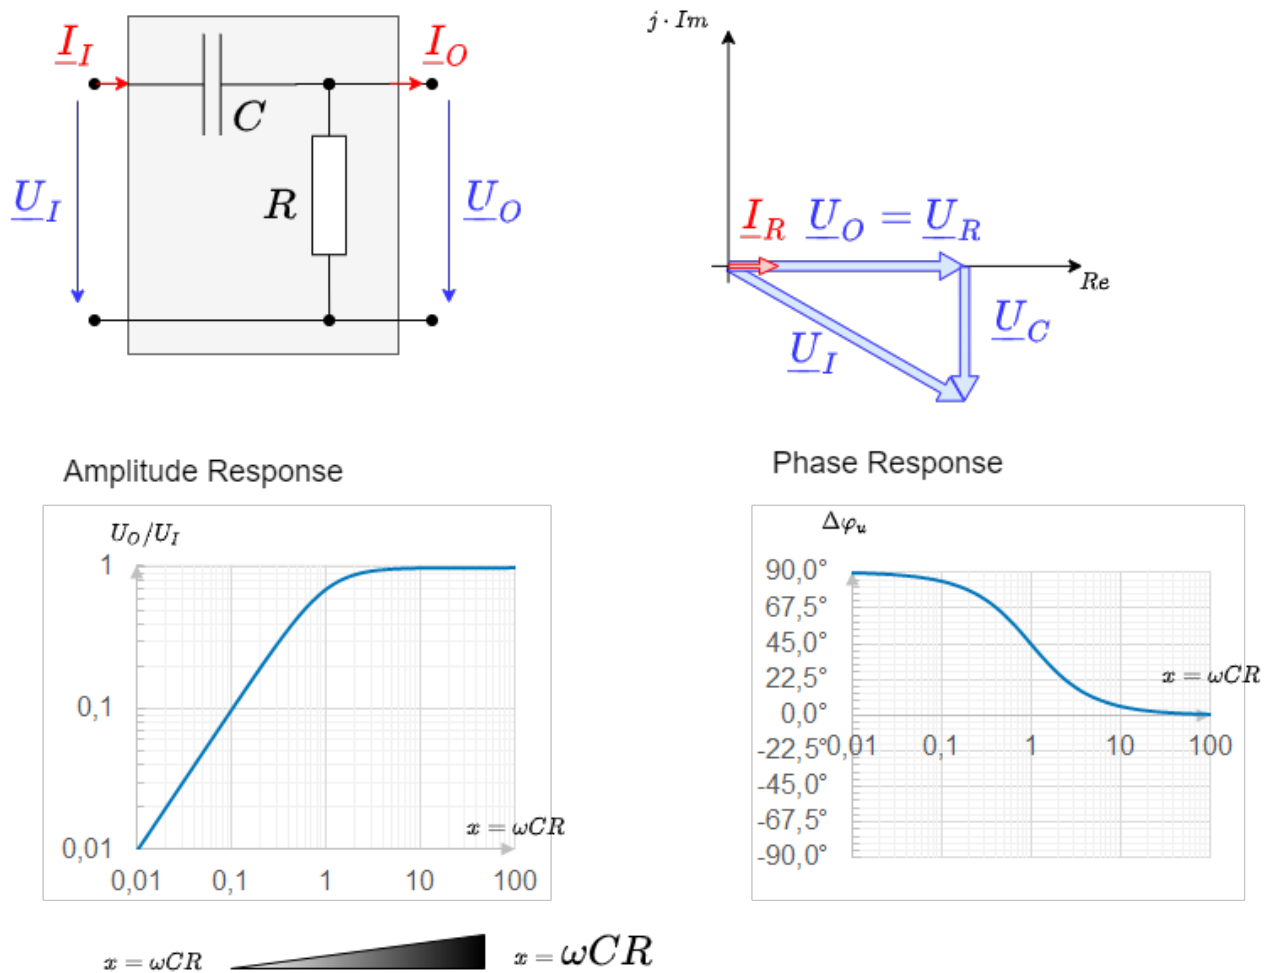 I_I
I_O
C
U_I
R
U_O
j · Im
I_R
U_O = U_R
Re
U_C
U_I
Amplitude Response
U_O/U_I
1
0,1
0,01
x = ωCR
0,01 0,1 1 10 100
Phase Response
Δφ_u
90,0°
67,5°
45,0°
22,5°
x = ωCR
0,0°
-22,5°
0,01 0,1 1 10 100
-45,0°
-67,5°
-90,0°
x = ωCR
x = ωCR